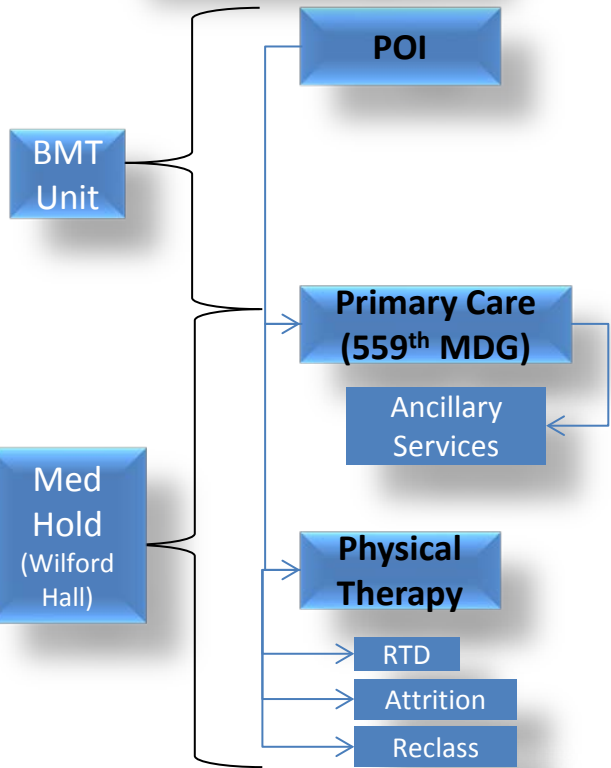 POI
BMT
Unit
Primary Care
(559th MDG)
Ancillary
Services
Med
Hold
(Wilford
Hall)
Physical
Therapy
RTD
Attrition
Reclass